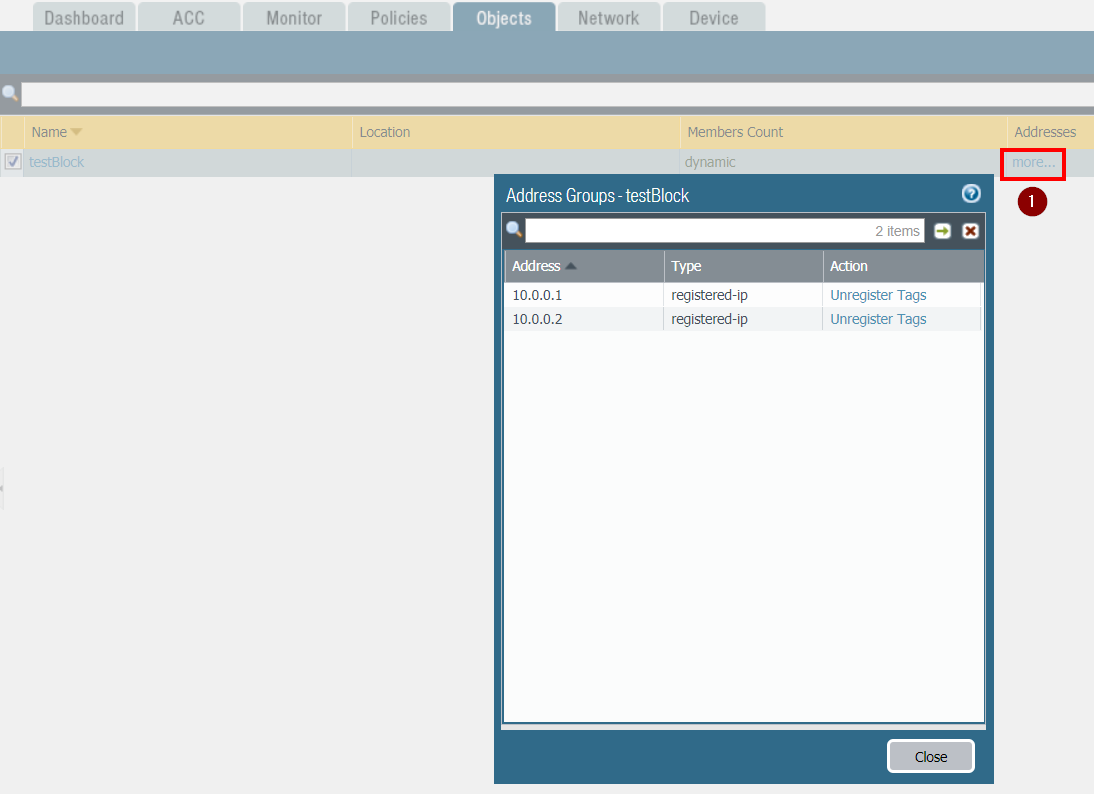 Dashboard ACC Monitor Policies Objects Network Device
Name Location Members Count Addresses
testBlock dynamic more...
1
Address Groups - testBlock
2 items
Address Type Action
10.0.0.1 registered-ip Unregister Tags
10.0.0.2 registered-ip Unregister Tags
Close